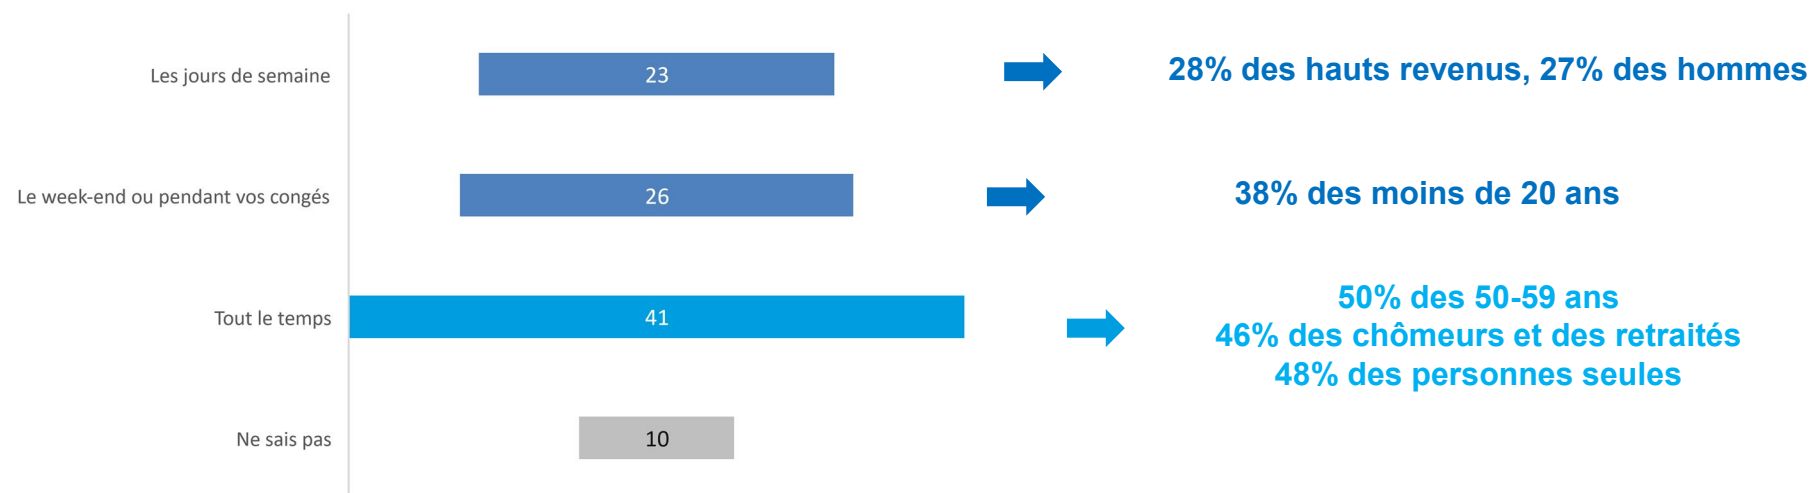 Les jours de semaine
23
28% des hauts revenus, 27% des hommes
Le week-end ou pendant vos congés
26
38% des moins de 20 ans
Tout le temps
41
50% des 50-59 ans
46% des chômeurs et des retraités
48% des personnes seules
Ne sais pas
10